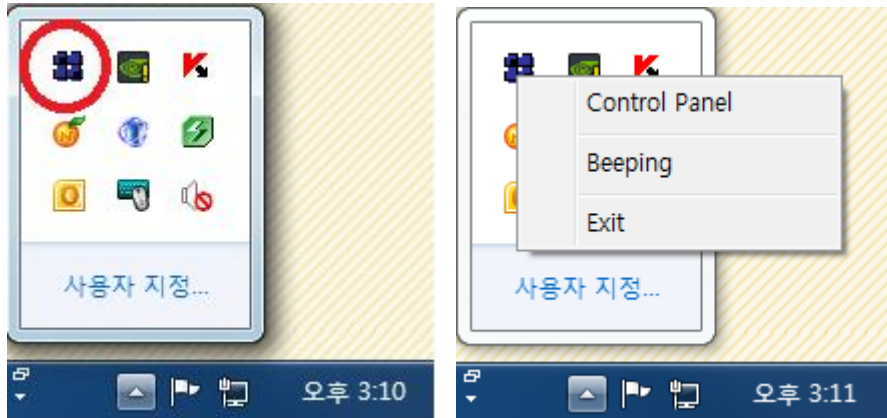 사용자 지정...
오후 3:10
Control Panel
Beeping
Exit
사용자 지정...
오후 3:11